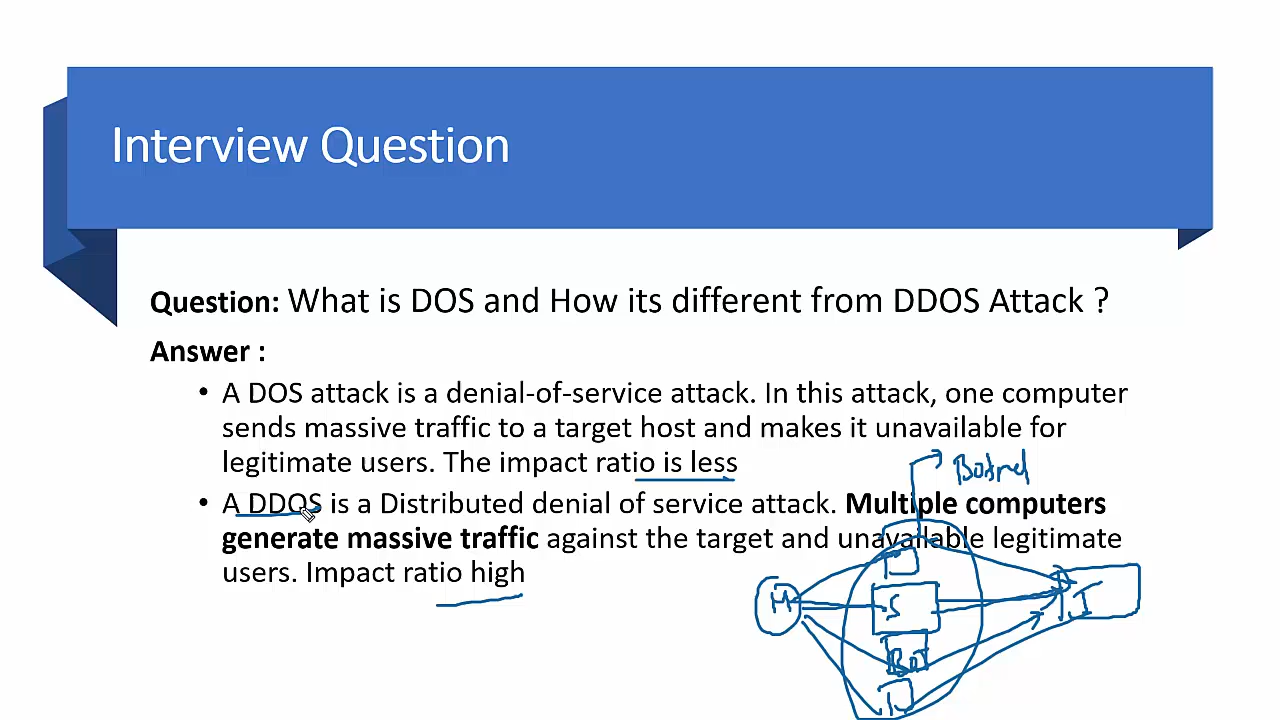 Interview Question
Question: What is DOS and How its different from DDOS Attack ?
Answer :
• A DOS attack is a denial-of-service attack. In this attack, one computer
sends massive traffic to a target host and makes it unavailable for
legitimate users. The impact ratio is less
Botnet
• A DDOS is a Distributed denial of service attack. Multiple computers
generate massive traffic against the target and unavailable legitimate
users. Impact ratio high
M
S
Bot